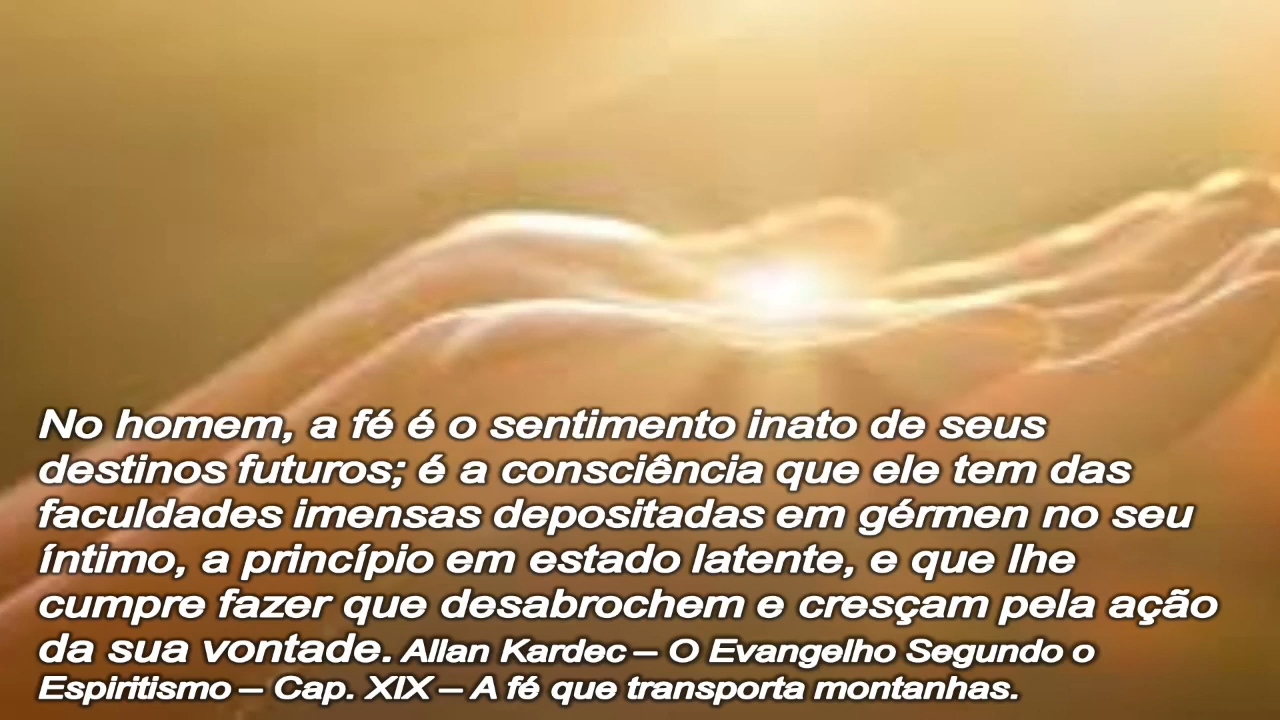 No homem, a fé é o sentimento inato de seus
destinos futuros; é a consciência que ele tem das
faculdades imensas depositadas em gérmen no seu
íntimo, a princípio em estado latente, e que lhe
cumpre fazer que desabrochem e cresçam pela ação
da sua vontade. Allan Kardec – O Evangelho Segundo o
Espiritismo – Cap. XIX – A fé que transporta montanhas.